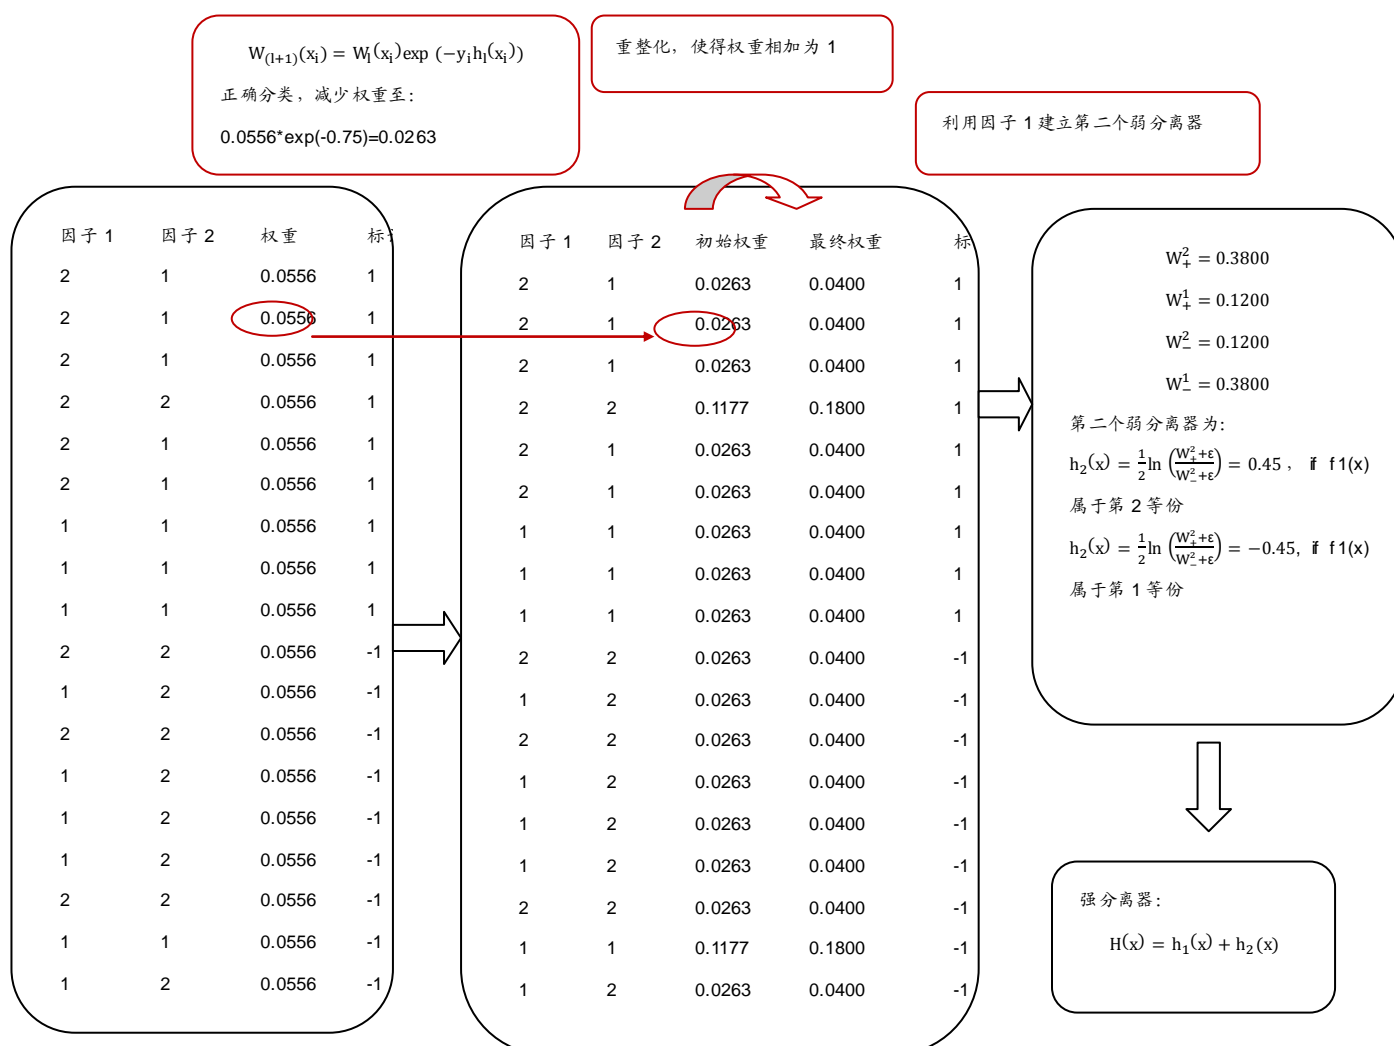 W(l+1)(xi) = Wl(xi)exp (−yihl(xi))
正确分类，减少权重至：
0.0556*exp(-0.75)=0.0263
重整化，使得权重相加为 1
利用因子 1 建立第二个弱分离器
因子 1 因子 2 权重 标
2 1 0.0556 1
2 1 0.0556 1
2 1 0.0556 1
2 2 0.0556 1
2 1 0.0556 1
2 1 0.0556 1
1 1 0.0556 1
1 1 0.0556 1
1 1 0.0556 1
2 2 0.0556 -1
1 2 0.0556 -1
2 2 0.0556 -1
1 2 0.0556 -1
1 2 0.0556 -1
1 2 0.0556 -1
2 2 0.0556 -1
1 1 0.0556 -1
1 2 0.0556 -1
因子 1 因子 2 初始权重 最终权重 标
2 1 0.0263 0.0400 1
2 1 0.0263 0.0400 1
2 1 0.0263 0.0400 1
2 2 0.1177 0.1800 1
2 1 0.0263 0.0400 1
2 1 0.0263 0.0400 1
1 1 0.0263 0.0400 1
1 1 0.0263 0.0400 1
1 1 0.0263 0.0400 1
2 2 0.0263 0.0400 -1
1 2 0.0263 0.0400 -1
2 2 0.0263 0.0400 -1
1 2 0.0263 0.0400 -1
1 2 0.0263 0.0400 -1
1 2 0.0263 0.0400 -1
2 2 0.0263 0.0400 -1
1 1 0.1177 0.1800 -1
1 2 0.0263 0.0400 -1
W₊² = 0.3800
W₊¹ = 0.1200
W₋² = 0.1200
W₋¹ = 0.3800
第二个弱分离器为：
h₂(x) = ½ln (W₊²+ε / W₋²+ε) = 0.45 ， if f1(x)
属于第 2 等份
h₂(x) = ½ln (W₊²+ε / W₋²+ε) = −0.45, if f1(x)
属于第 1 等份
强分离器：
H(x) = h₁(x) + h₂(x)